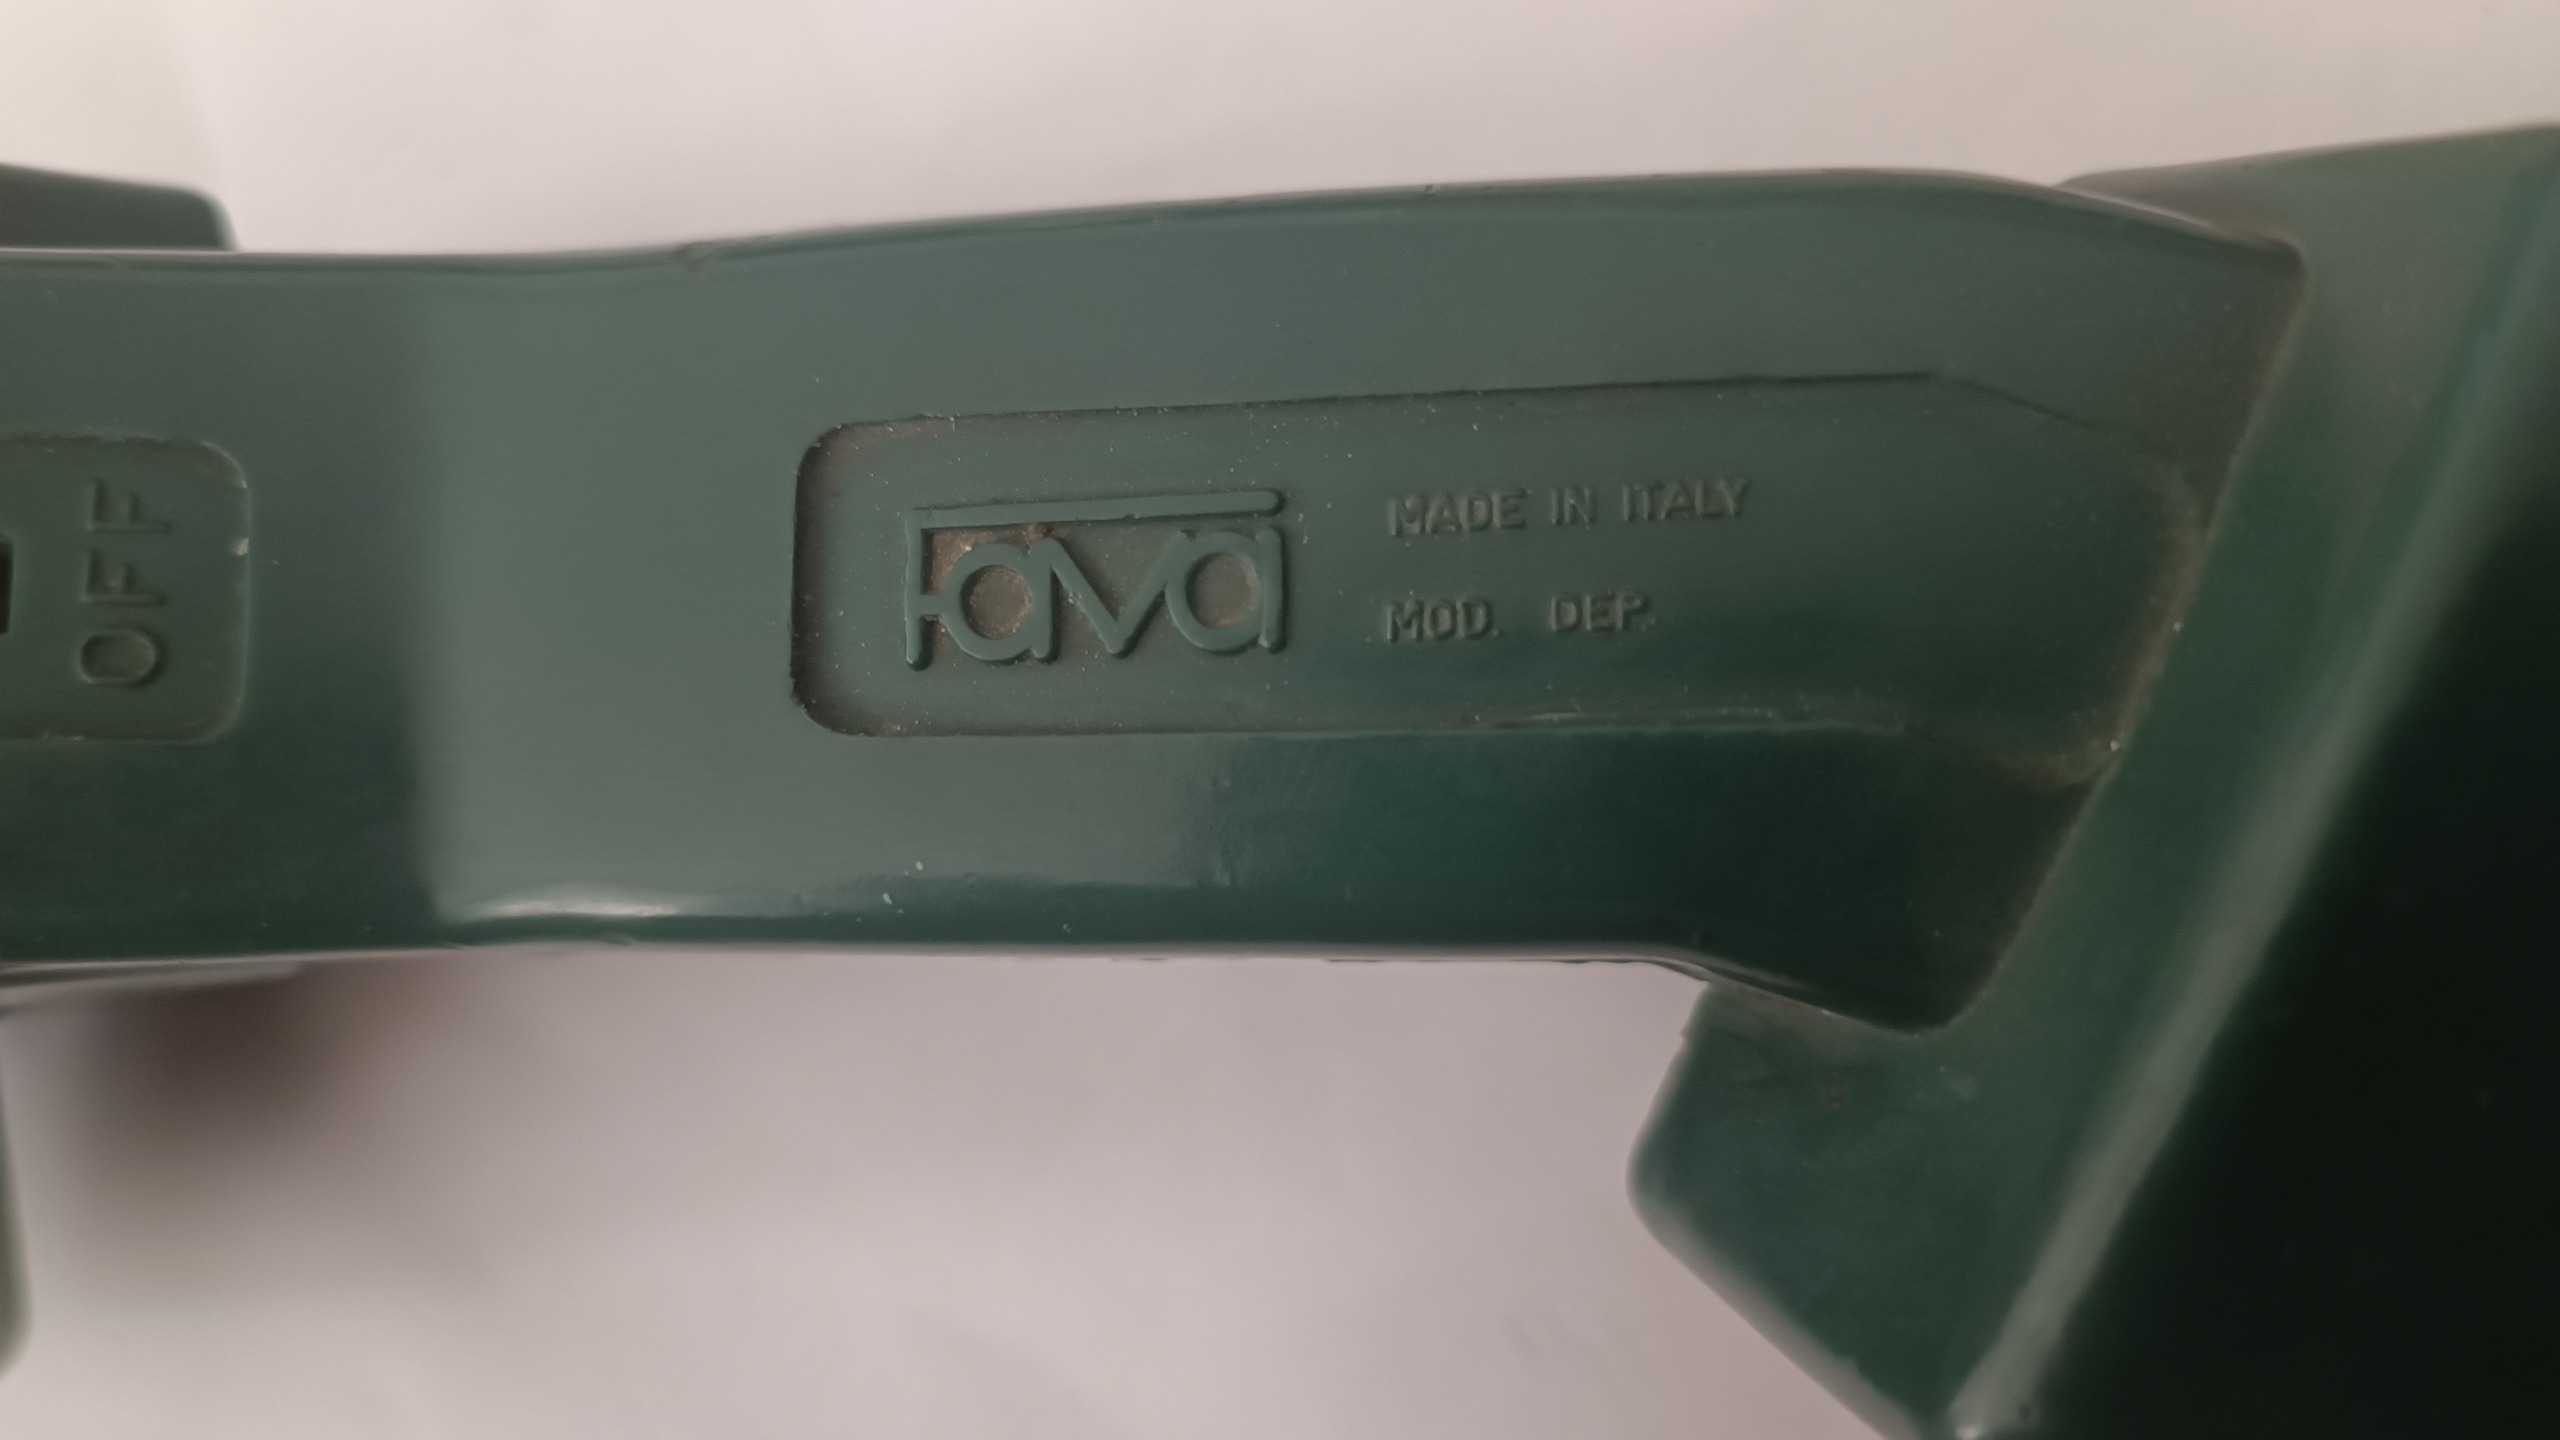 OFF
Fava
MADE IN ITALY
MOD. DEP.